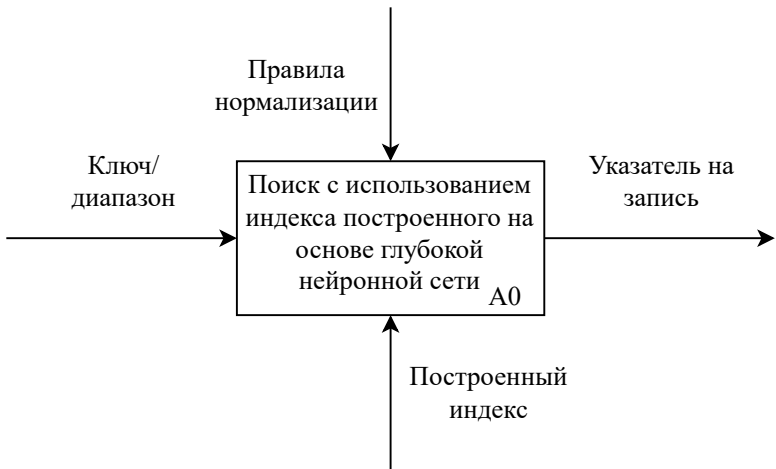 Правила
нормализации
Ключ/
диапазон
Поиск с использованием
индекса построенного на
основе глубокой
нейронной сети
A0
Указатель на
запись
Построенный
индекс